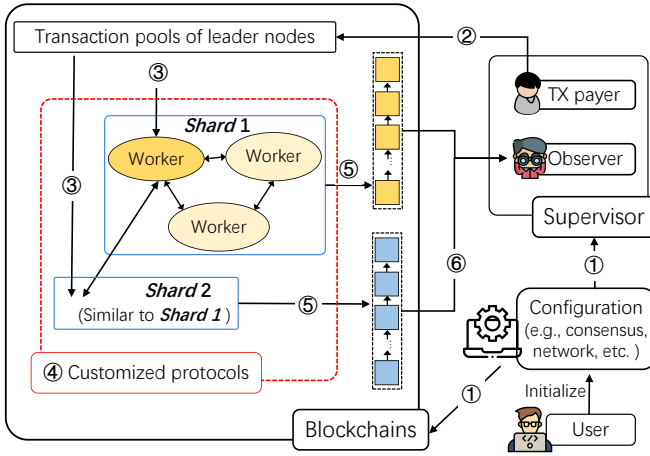 Transaction pools of leader nodes
②
TX payer
③
Shard 1
Worker
Worker
Worker
⑤
Observer
Supervisor
③
⑥
①
Shard 2
(Similar to Shard 1 )
⑤
Configuration
(e.g., consensus,
network, etc. )
④ Customized protocols
①
Initialize
Blockchains
User